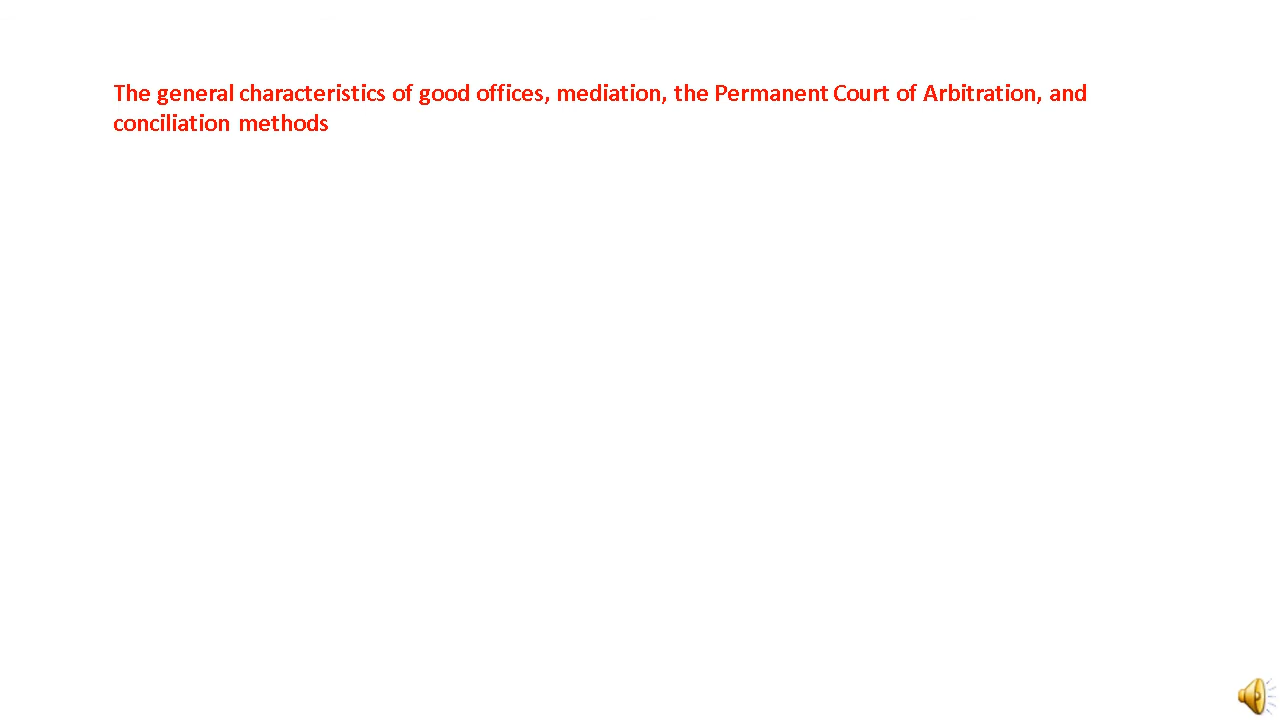 The general characteristics of good offices, mediation, the Permanent Court of Arbitration, and
conciliation methods